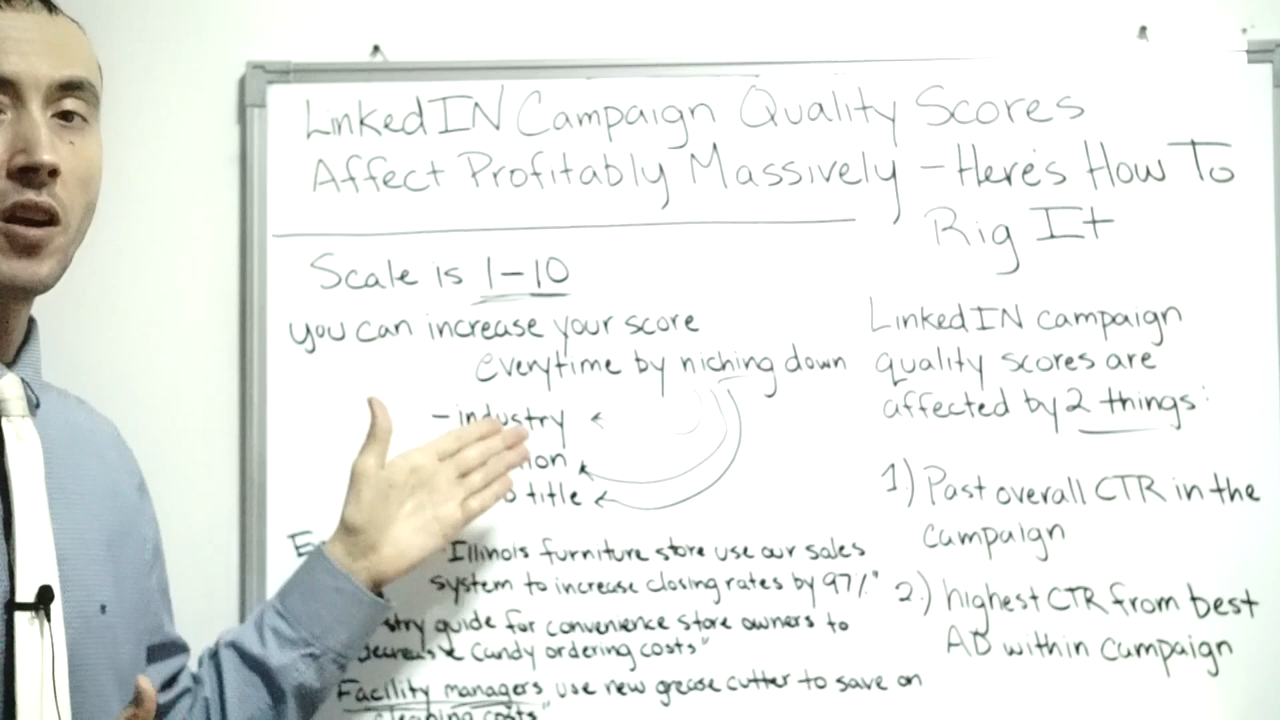 LinkedIN Campaign Quality Scores
Affect Profitably Massively - Here's How To
Rig It
Scale is 1-10
you can increase your score
everytime by niching down
- industry
title
Illinois furniture store use our sales
system to increase closing rates by 97%"
guide for convenience store owners to
candy ordering costs"
Facility managers use new grease cutter to save on
costs"
LinkedIN campaign
quality scores are
affected by 2 things:
1.) Past overall CTR in the
campaign
2.) highest CTR from best
AD within campaign